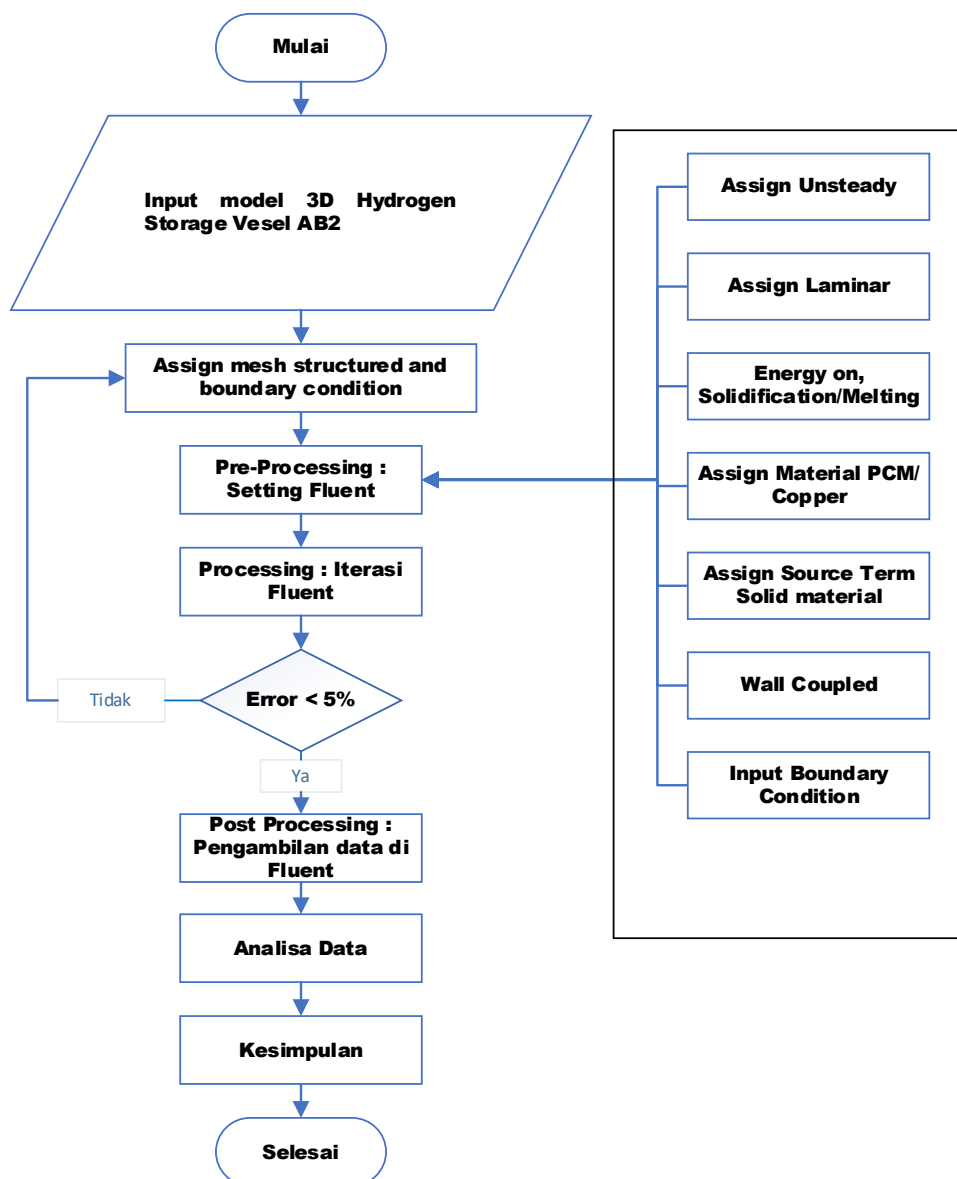 Mulai
Input model 3D Hydrogen
Storage Vesel AB2
Assign mesh structured and
boundary condition
Pre-Processing :
Setting Fluent
Processing : Iterasi
Fluent
Error < 5%
Tidak
Ya
Post Processing :
Pengambilan data di
Fluent
Analisa Data
Kesimpulan
Selesai
Assign Unsteady
Assign Laminar
Energy on,
Solidification/Melting
Assign Material PCM/
Copper
Assign Source Term
Solid material
Wall Coupled
Input Boundary
Condition